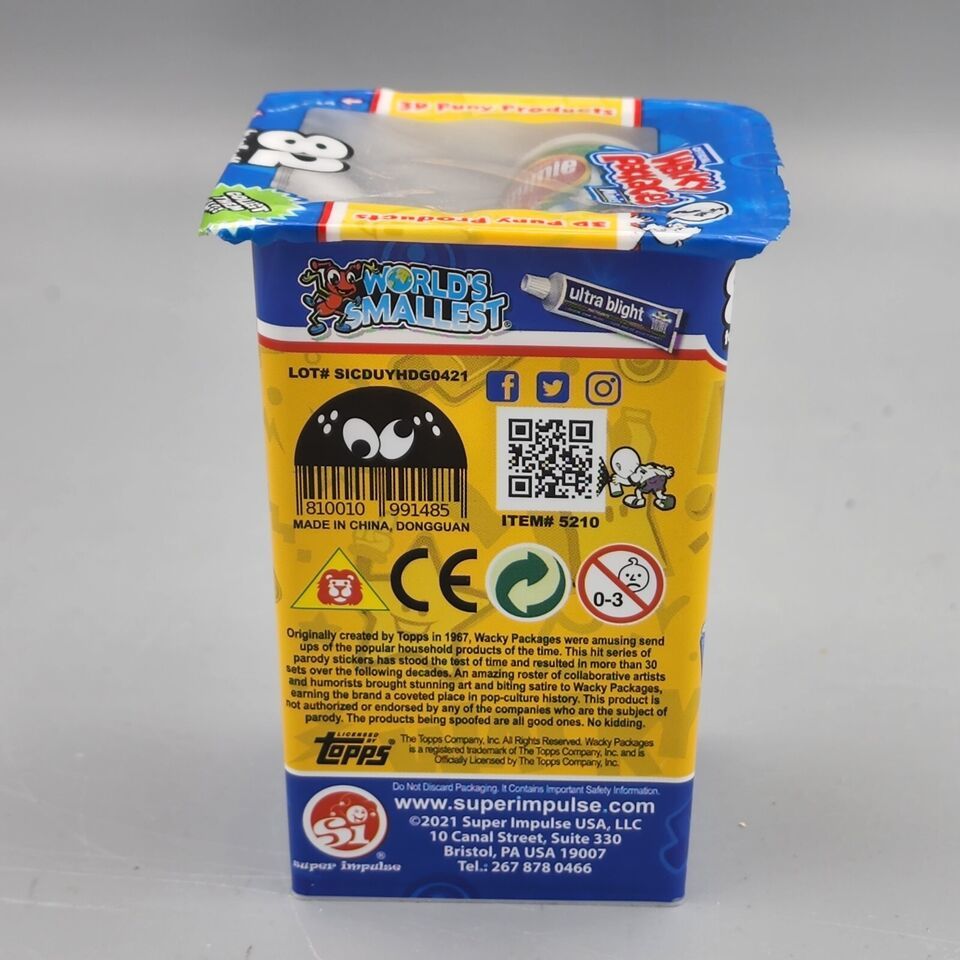 3D Puny Products
Wacky
Packages
3D Puny Products
WORLD'S
SMALLEST®
ultra blight
LOT# SICDUYHDG0421
810010 991485
MADE IN CHINA, DONGGUAN
ITEM# 5210
CE
0-3
Originally created by Topps in 1967, Wacky Packages were amusing send
ups of the popular household products of the time. This hit series of
parody stickers has stood the test of time and resulted in more than 30
sets over the following decades. An amazing roster of collaborative artists
and humorists brought stunning art and biting satire to Wacky Packages,
earning the brand a coveted place in pop-culture history. This product is
not authorized or endorsed by any of the companies who are the subject of
parody. The products being spoofed are all good ones. No kidding.
LICENSED BY
Topps®
The Topps Company, Inc. All Rights Reserved. Wacky Packages
is a registered trademark of The Topps Company, Inc. and is
Officially Licensed by The Topps Company, Inc.
Do Not Discard Packaging. It Contains Important Safety Information.
Si
super impulse®
www.superimpulse.com
©2021 Super Impulse USA, LLC
10 Canal Street, Suite 330
Bristol, PA USA 19007
Tel.: 267 878 0466